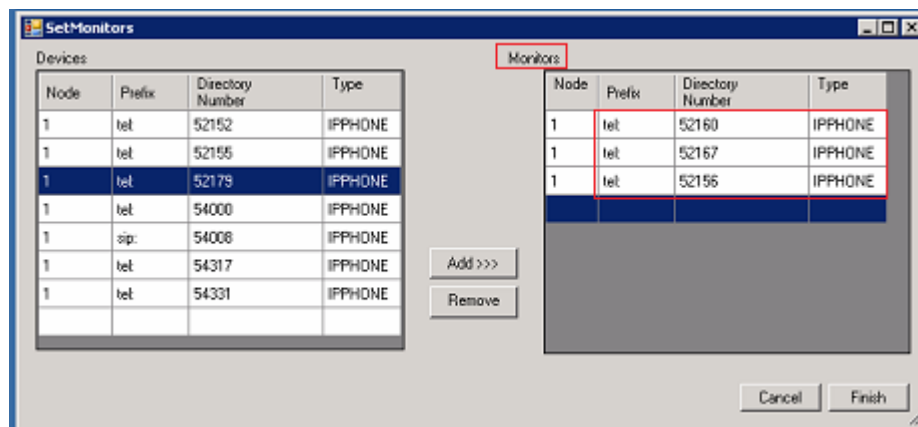 SetMonitors
Devices
Node Prefix Directory Number Type
1 tel: 52152 IPPHONE
1 tel: 52155 IPPHONE
1 tel: 52179 IPPHONE
1 tel: 54000 IPPHONE
1 sip: 54008 IPPHONE
1 tel: 54317 IPPHONE
1 tel: 54331 IPPHONE
Add >>>
Remove
Monitors
Node Prefix Directory Number Type
1 tel: 52160 IPPHONE
1 tel: 52167 IPPHONE
1 tel: 52156 IPPHONE
Cancel Finish